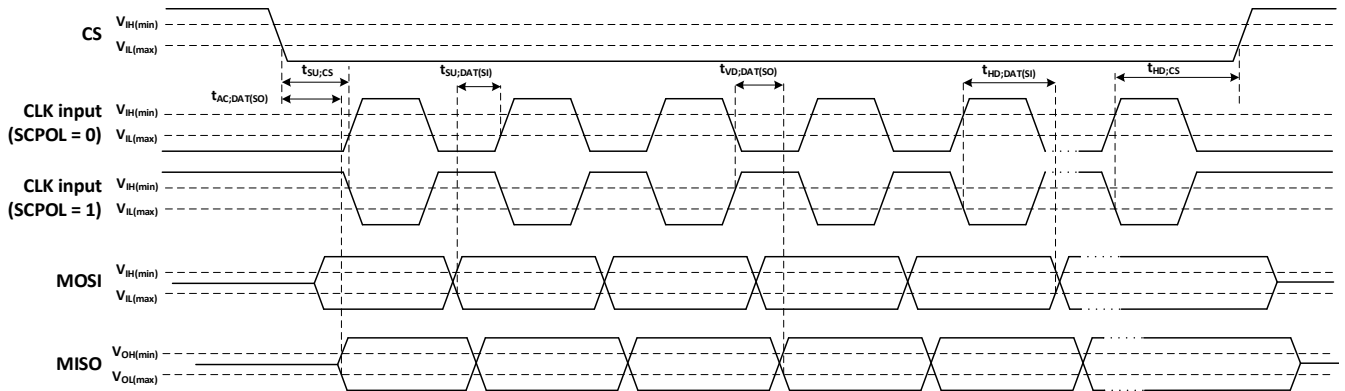 CS
VIH(min)
VIL(max)
tSU;CS
tSU;DAT(SI)
tVD;DAT(SO)
tHD;DAT(SI)
tHD;CS
tAC;DAT(SO)
CLK input
(SCPOL = 0)
VIH(min)
VIL(max)
CLK input
(SCPOL = 1)
VIH(min)
VIL(max)
MOSI
VIH(min)
VIL(max)
MISO
VOH(min)
VOL(max)